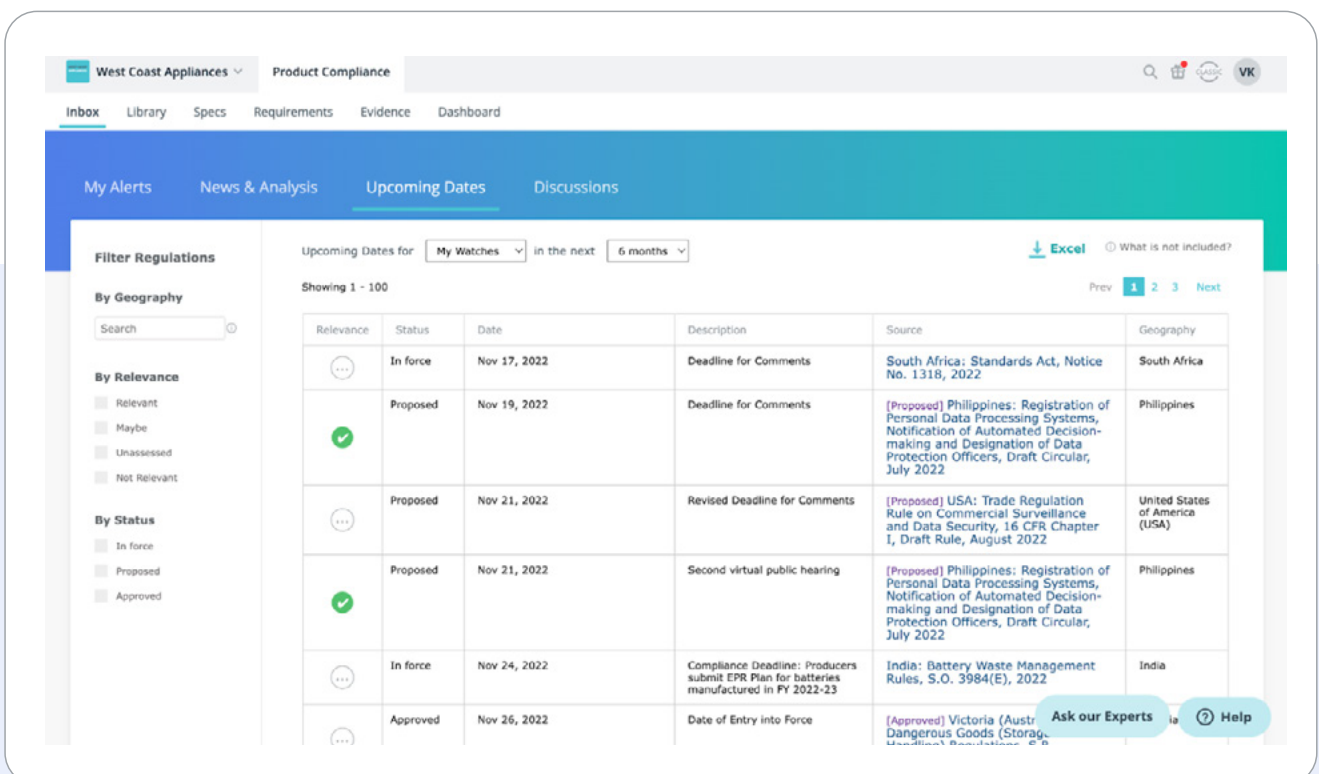 West Coast Appliances
Product Compliance
CLASSIC
VK
Inbox
Library
Specs
Requirements
Evidence
Dashboard
My Alerts
News & Analysis
Upcoming Dates
Discussions
Filter Regulations
By Geography
Search
By Relevance
Relevant
Maybe
Unassessed
Not Relevant
By Status
In force
Proposed
Approved
Upcoming Dates for
My Watches
in the next
6 months
Excel
What is not included?
Showing 1 - 100
Prev 1 2 3 Next
Relevance
Status
Date
Description
Source
Geography
In force
Nov 17, 2022
Deadline for Comments
South Africa: Standards Act, Notice
No. 1318, 2022
South Africa
Proposed
Nov 19, 2022
Deadline for Comments
[Proposed] Philippines: Registration of
Personal Data Processing Systems,
Notification of Automated Decision-
making and Designation of Data
Protection Officers, Draft Circular,
July 2022
Philippines
Proposed
Nov 21, 2022
Revised Deadline for Comments
[Proposed] USA: Trade Regulation
Rule on Commercial Surveillance
and Data Security, 16 CFR Chapter
I, Draft Rule, August 2022
United States
of America
(USA)
Proposed
Nov 21, 2022
Second virtual public hearing
[Proposed] Philippines: Registration of
Personal Data Processing Systems,
Notification of Automated Decision-
making and Designation of Data
Protection Officers, Draft Circular,
July 2022
Philippines
In force
Nov 24, 2022
Compliance Deadline: Producers
submit EPR Plan for batteries
manufactured in FY 2022-23
India: Battery Waste Management
Rules, S.O. 3984(E), 2022
India
Approved
Nov 26, 2022
Date of Entry into Force
[Approved] Victoria (Austr
Dangerous Goods (Storag
Handling) Regulations, S.R.
Ask our Experts
Help